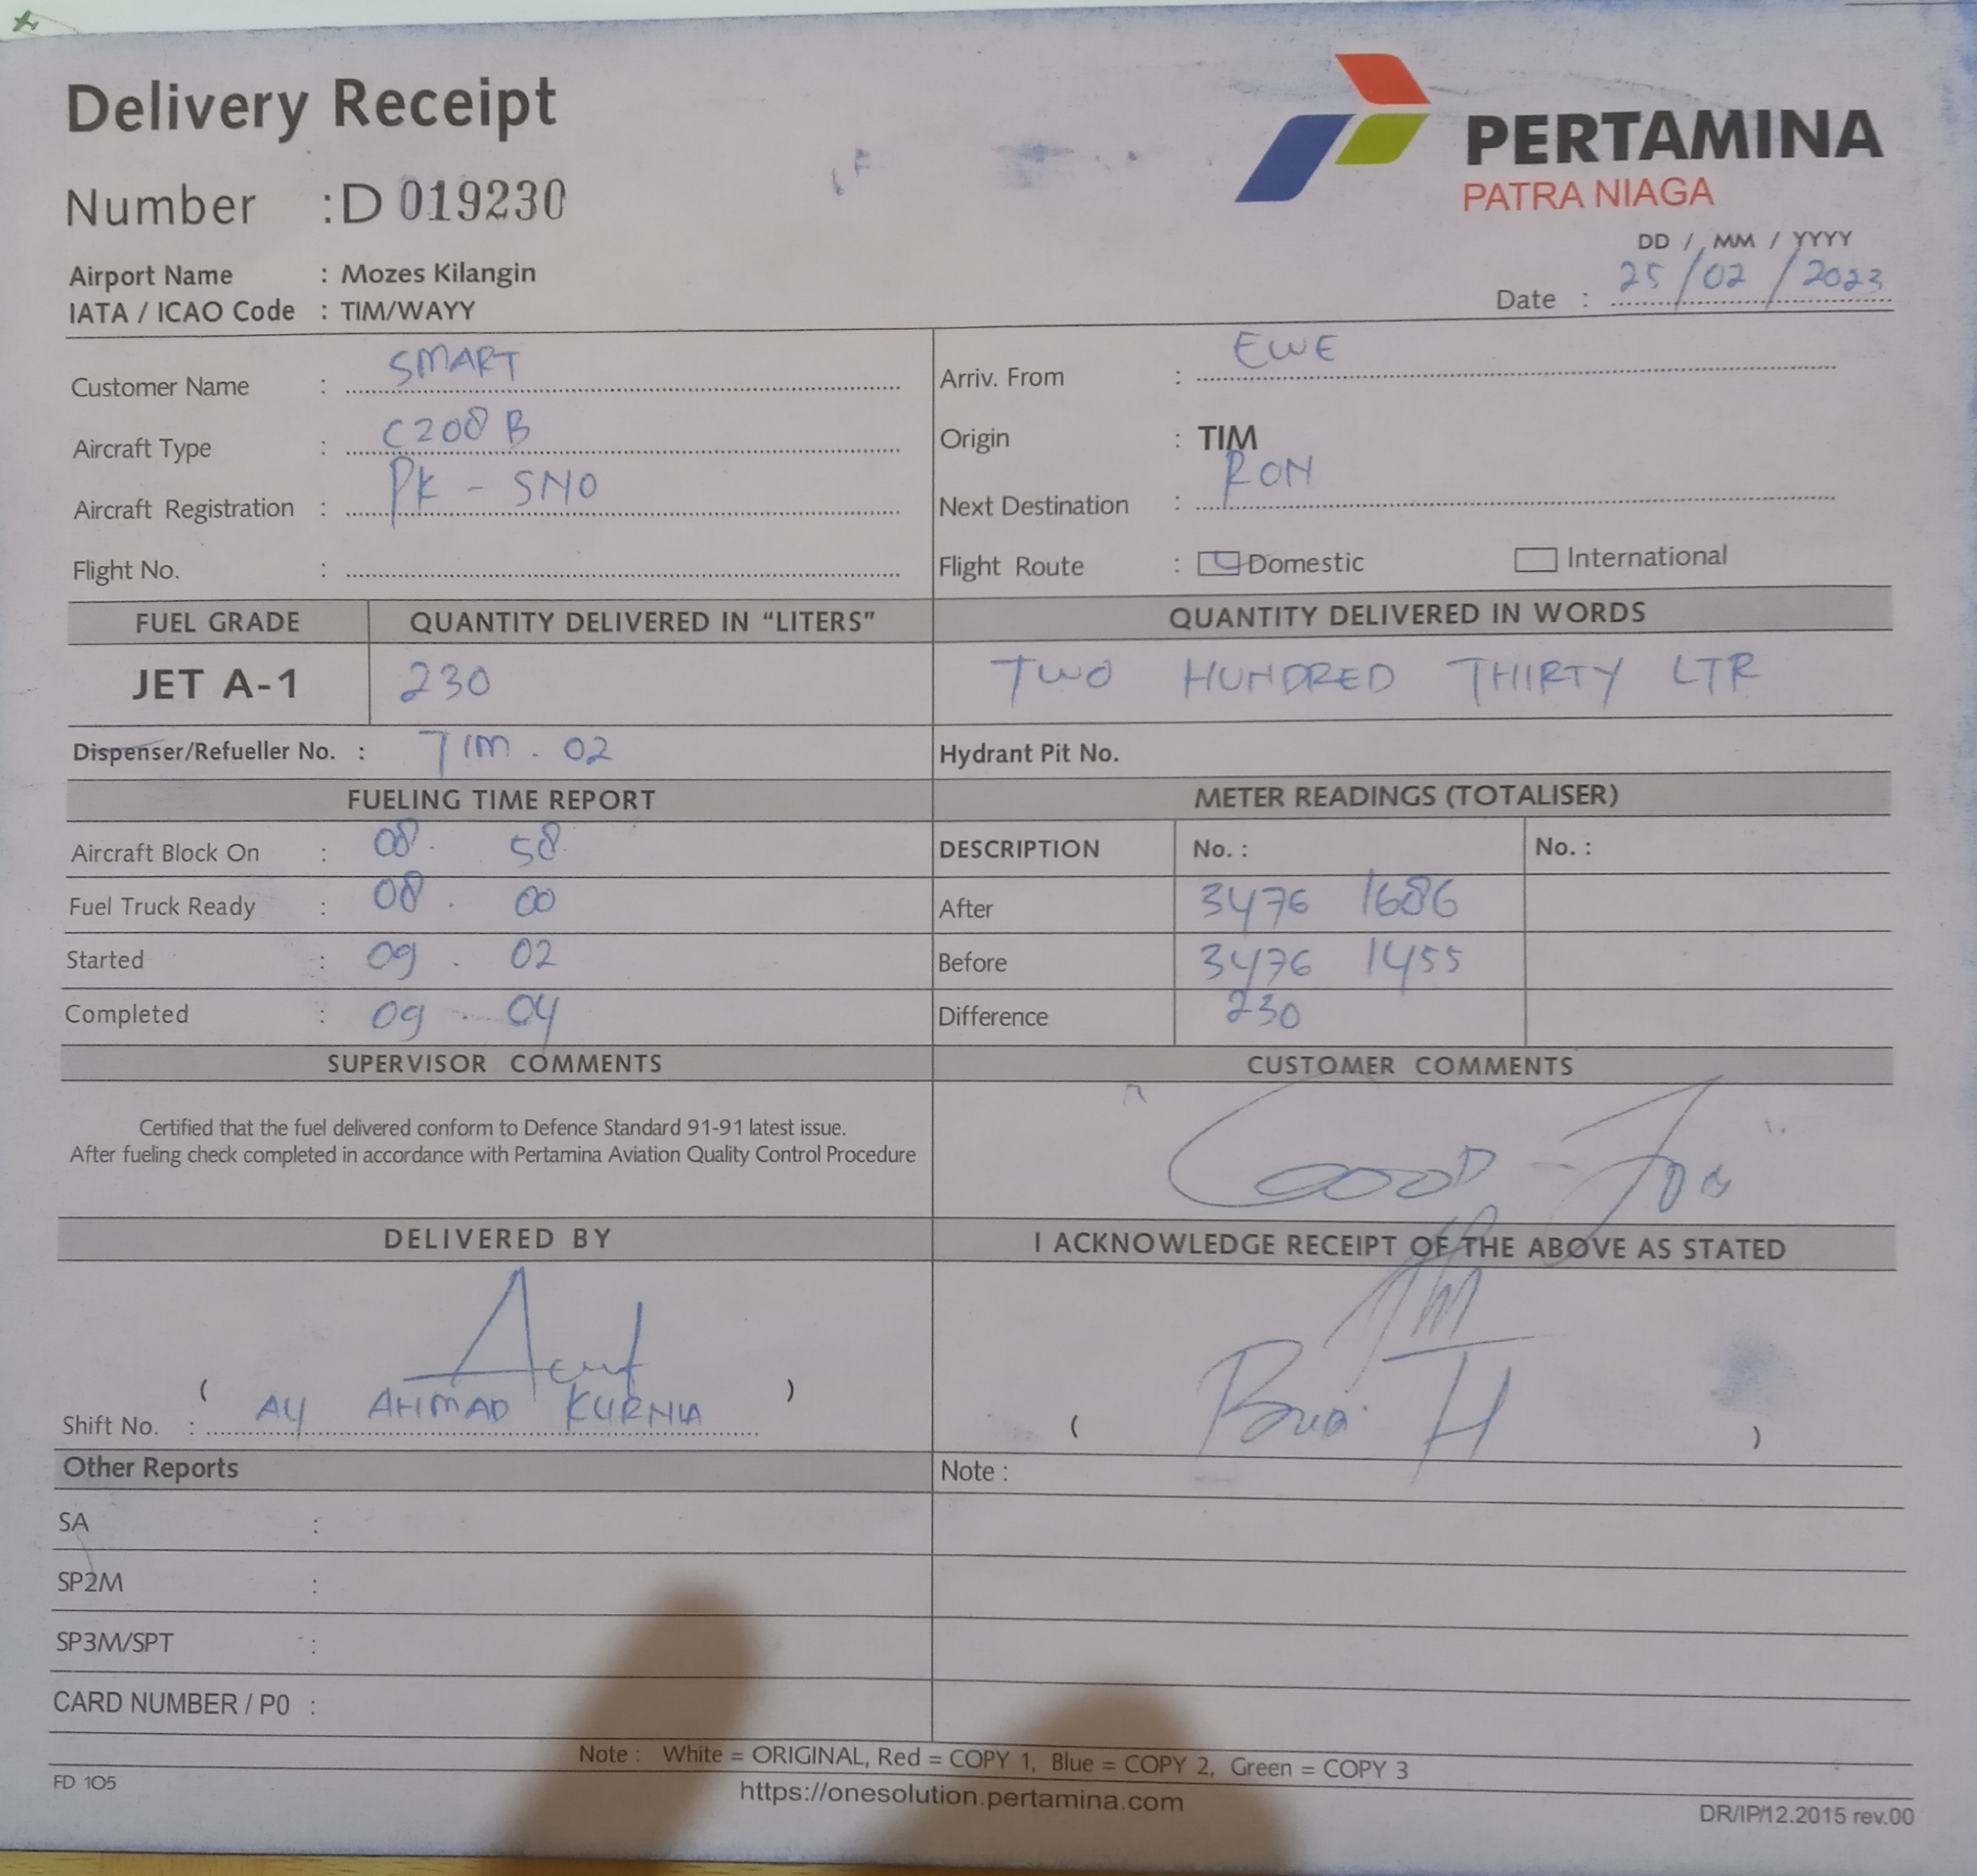 Delivery Receipt
PERTAMINA
PATRA NIAGA
Number : D 019230
DD / MM / YYYY
Airport Name : Mozes Kilangin
Date : 25 / 02 / 2023
IATA / ICAO Code : TIM/WAYY
Customer Name : SMART
Arriv. From : EWE
Aircraft Type : C208 B
Origin : TIM
Aircraft Registration : PK - SNO
Next Destination : RON
Flight No. :
Flight Route : Domestic International
FUEL GRADE QUANTITY DELIVERED IN “LITERS” QUANTITY DELIVERED IN WORDS
JET A-1 230 TWO HUNDRED THIRTY LTR
Dispenser/Refueller No. : TIM . 02 Hydrant Pit No.
FUELING TIME REPORT METER READINGS (TOTALISER)
Aircraft Block On : 08 . 58 DESCRIPTION No. : No. :
Fuel Truck Ready : 08 . 00 After 3476 1686
Started : 09 . 02 Before 3476 1455
Completed : 09 . 04 Difference 230
SUPERVISOR COMMENTS CUSTOMER COMMENTS
Certified that the fuel delivered conform to Defence Standard 91-91 latest issue.
After fueling check completed in accordance with Pertamina Aviation Quality Control Procedure
GOOD - JOB
DELIVERED BY I ACKNOWLEDGE RECEIPT OF THE ABOVE AS STATED
( )
Shift No. : AY AHMAD KURNIA
( H )
Other Reports Note :
SA :
SP2M :
SP3M/SPT :
CARD NUMBER / P0 :
Note : White = ORIGINAL, Red = COPY 1, Blue = COPY 2, Green = COPY 3
FD 105
https://onesolution.pertamina.com
DR/IP/12.2015 rev.00